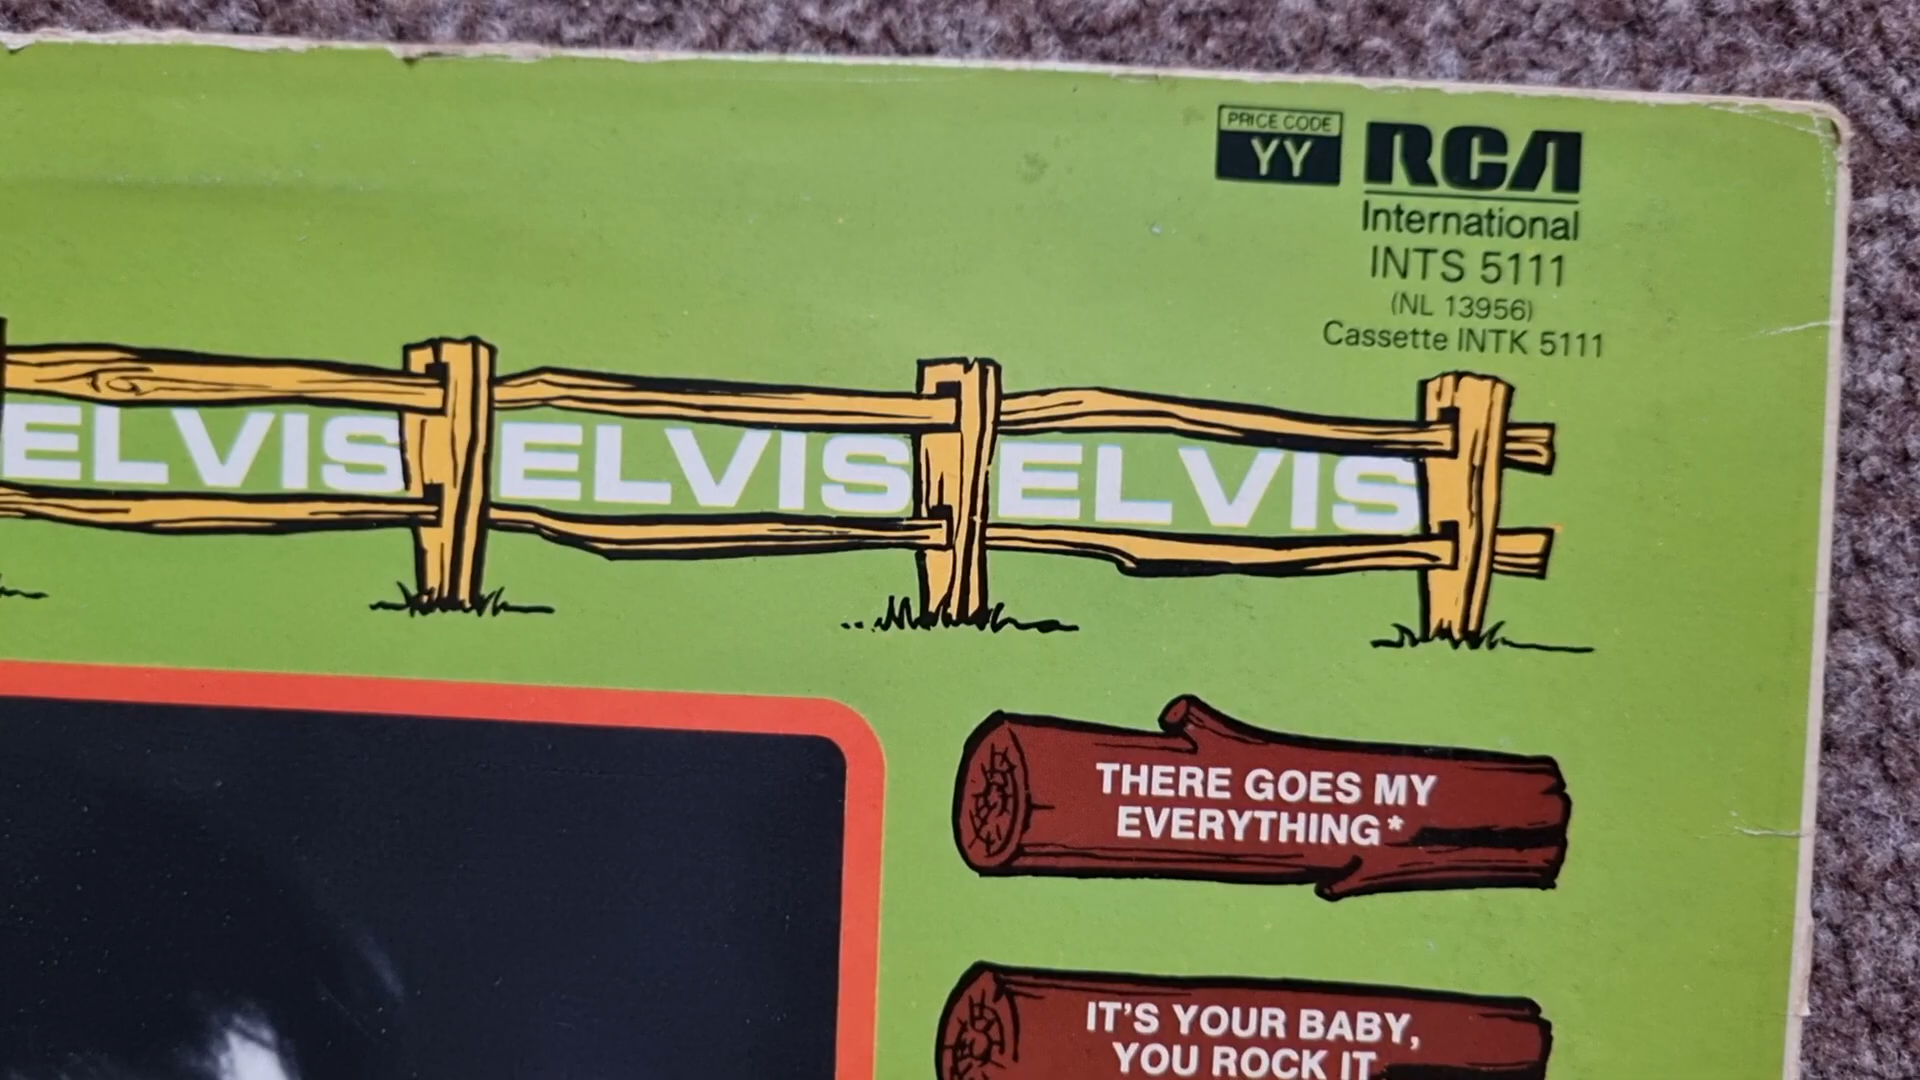 PRICE CODE
YY
RCA
International
INTS 5111
(NL 13956)
Cassette INTK 5111
ELVIS ELVIS ELVIS
THERE GOES MY
EVERYTHING*
IT'S YOUR BABY,
YOU ROCK IT